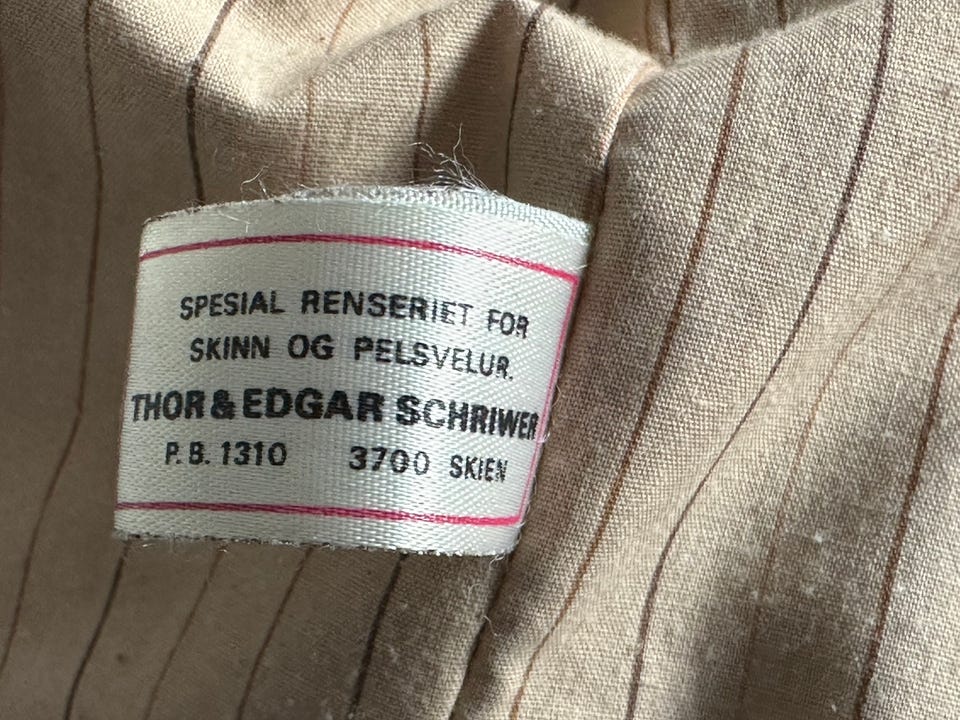 SPESIAL RENSERIET FOR
SKINN OG PELSVELUR.
THOR & EDGAR SCHRIWER
P.B. 1310 3700 SKIEN